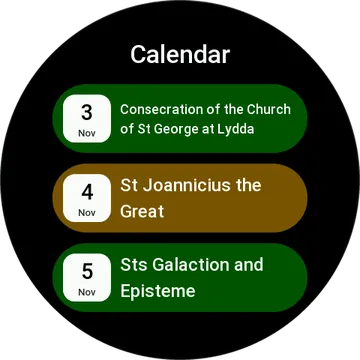 Calendar
3
Nov
Consecration of the Church
of St George at Lydda
4
Nov
St Joannicius the
Great
5
Nov
Sts Galaction and
Episteme